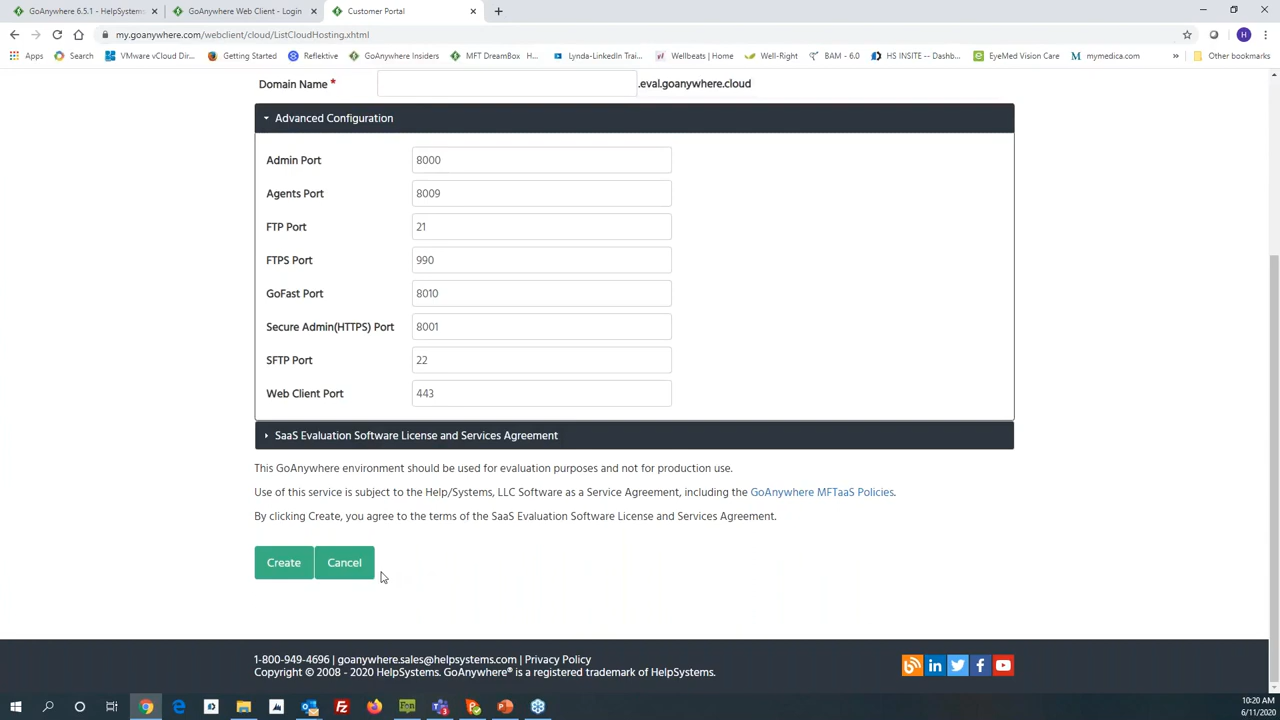 GoAnywhere 6.5.1 - HelpSystems
GoAnywhere Web Client - Login
Customer Portal
my.goanywhere.com/webclient/cloud/ListCloudHosting.xhtml
H
Apps
Search
VMware vCloud Dir...
Getting Started
Reflektive
GoAnywhere Insiders
MFT DreamBox H...
Lynda-LinkedIn Trai...
Wellbeats | Home
Well-Right
BAM - 6.0
HS INSITE -- Dashb...
EyeMed Vision Care
mymedica.com
»
Other bookmarks
Domain Name *
.eval.goanywhere.cloud
Advanced Configuration
Admin Port 8000
Agents Port 8009
FTP Port 21
FTPS Port 990
GoFast Port 8010
Secure Admin(HTTPS) Port 8001
SFTP Port 22
Web Client Port 443
SaaS Evaluation Software License and Services Agreement
This GoAnywhere environment should be used for evaluation purposes and not for production use.
Use of this service is subject to the Help/Systems, LLC Software as a Service Agreement, including the GoAnywhere MFTaaS Policies.
By clicking Create, you agree to the terms of the SaaS Evaluation Software License and Services Agreement.
Create
Cancel
1-800-949-4696 | goanywhere.sales@helpsystems.com | Privacy Policy
Copyright © 2008 - 2020 HelpSystems. GoAnywhere® is a registered trademark of HelpSystems.
10:20 AM
6/11/2020